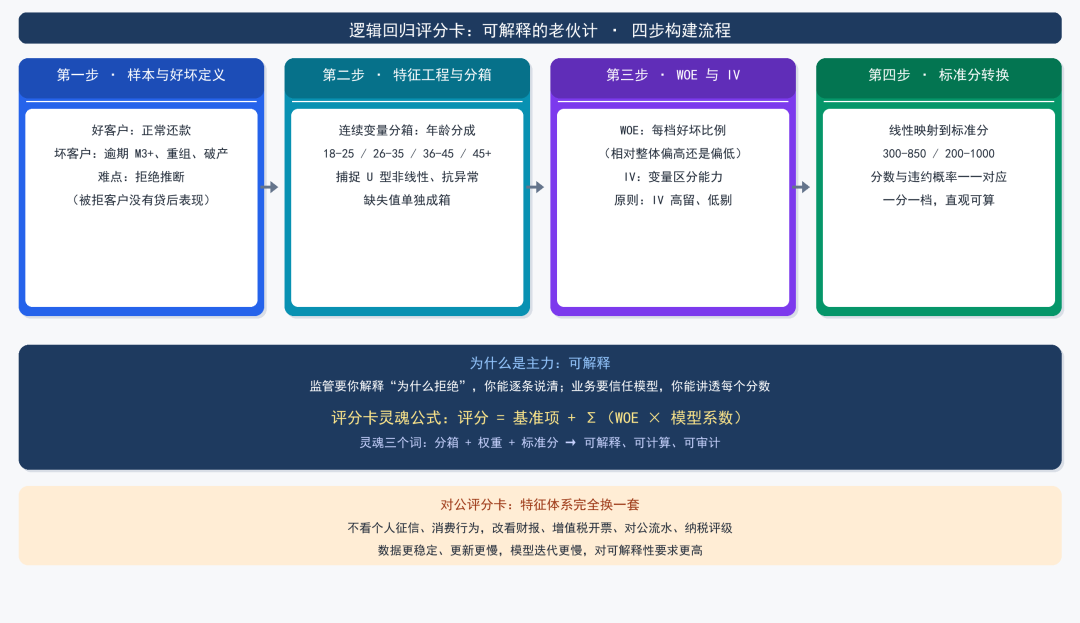 逻辑回归评分卡：可解释的老伙计 · 四步构建流程
第一步 · 样本与好坏定义
好客户：正常还款
坏客户：逾期 M3+、重组、破产
难点：拒绝推断
（被拒客户没有贷后表现）
第二步 · 特征工程与分箱
连续变量分箱：年龄分成
18-25 / 26-35 / 36-45 / 45+
捕捉 U 型非线性、抗异常
缺失值单独成箱
第三步 · WOE 与 IV
WOE：每档好坏比例
（相对整体偏高还是偏低）
IV：变量区分能力
原则：IV 高留、低剔
第四步 · 标准分转换
线性映射到标准分
300-850 / 200-1000
分数与违约概率一一对应
一分一档，直观可算
为什么是主力：可解释
监管要你解释“为什么拒绝”，你能逐条说清；业务要信任模型，你能讲透每个分数
评分卡灵魂公式：评分 = 基准项 + Σ（WOE × 模型系数）
灵魂三个词：分箱 + 权重 + 标准分 → 可解释、可计算、可审计
对公评分卡：特征体系完全换一套
不看个人征信、消费行为，改看财报、增值税开票、对公流水、纳税评级
数据更稳定、更新更慢，模型迭代更慢，对可解释性要求更高